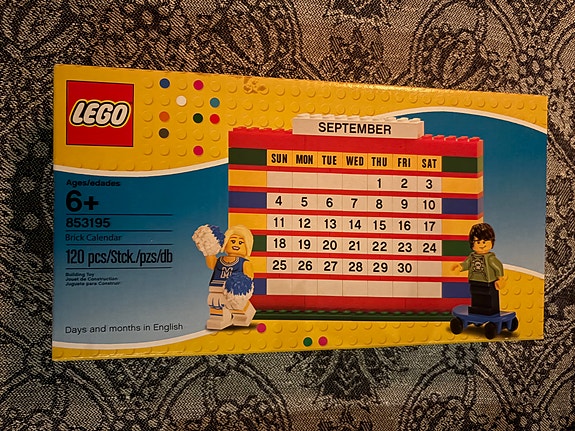 LEGO
Ages/edades
6+
853195
Brick Calendar
120 pcs/Stck./pzs/db
Building Toy
Jouet de Construction
Juguete para Construir
Days and months in English
SEPTEMBER
SUN MON TUE WED THU FRI SAT
1 2 3
4 5 6 7 8 9 10
11 12 13 14 15 16 17
18 19 20 21 22 23 24
25 26 27 28 29 30
M